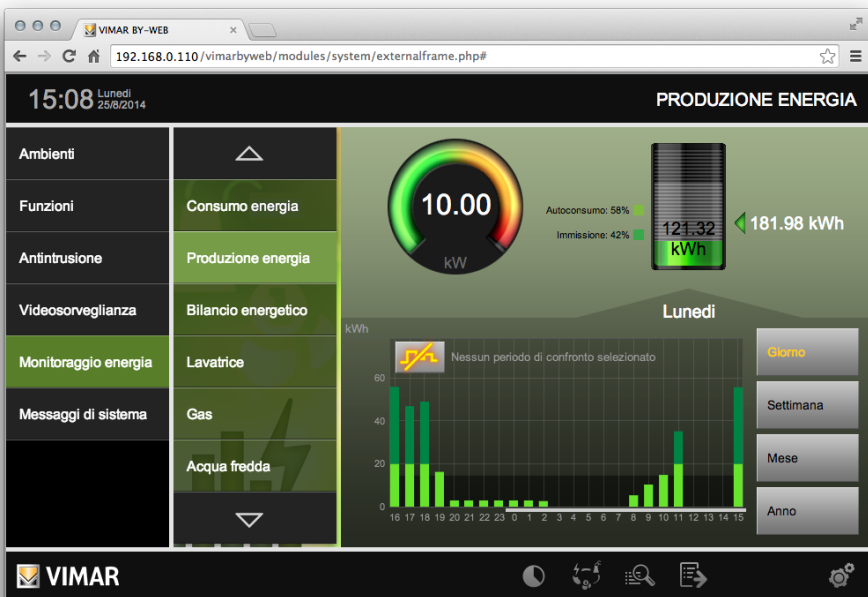 VIMAR BY-WEB
192.168.0.110/vimarbyweb/modules/system/externalframe.php#
15:08 Lunedi
25/8/2014
PRODUZIONE ENERGIA
Ambienti
Funzioni
Antintrusione
Videosorveglianza
Monitoraggio energia
Messaggi di sistema
Consumo energia
Produzione energia
Bilancio energetico
Lavatrice
Gas
Acqua fredda
10.00
kW
Autoconsumo: 58%
Immissione: 42%
121.32
kWh
181.98 kWh
Lunedi
kWh
Nessun periodo di confronto selezionato
60
40
20
0
16 17 18 19 20 21 22 23 0 1 2 3 4 5 6 7 8 9 10 11 12 13 14 15
Giorno
Settimana
Mese
Anno
VIMAR